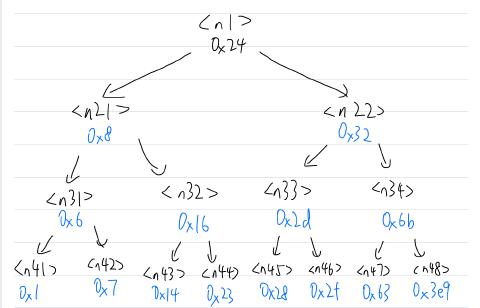 <n1>
0x24
<n21> <n22>
0x8 0x32
<n31> <n32> <n33> <n34>
0x6 0x16 0x2d 0x6b
<n41> <n42> <n43> <n44> <n45> <n46> <n47> <n48>
0x1 0x7 0x14 0x23 0x28 0x2f 0x63 0x3e9